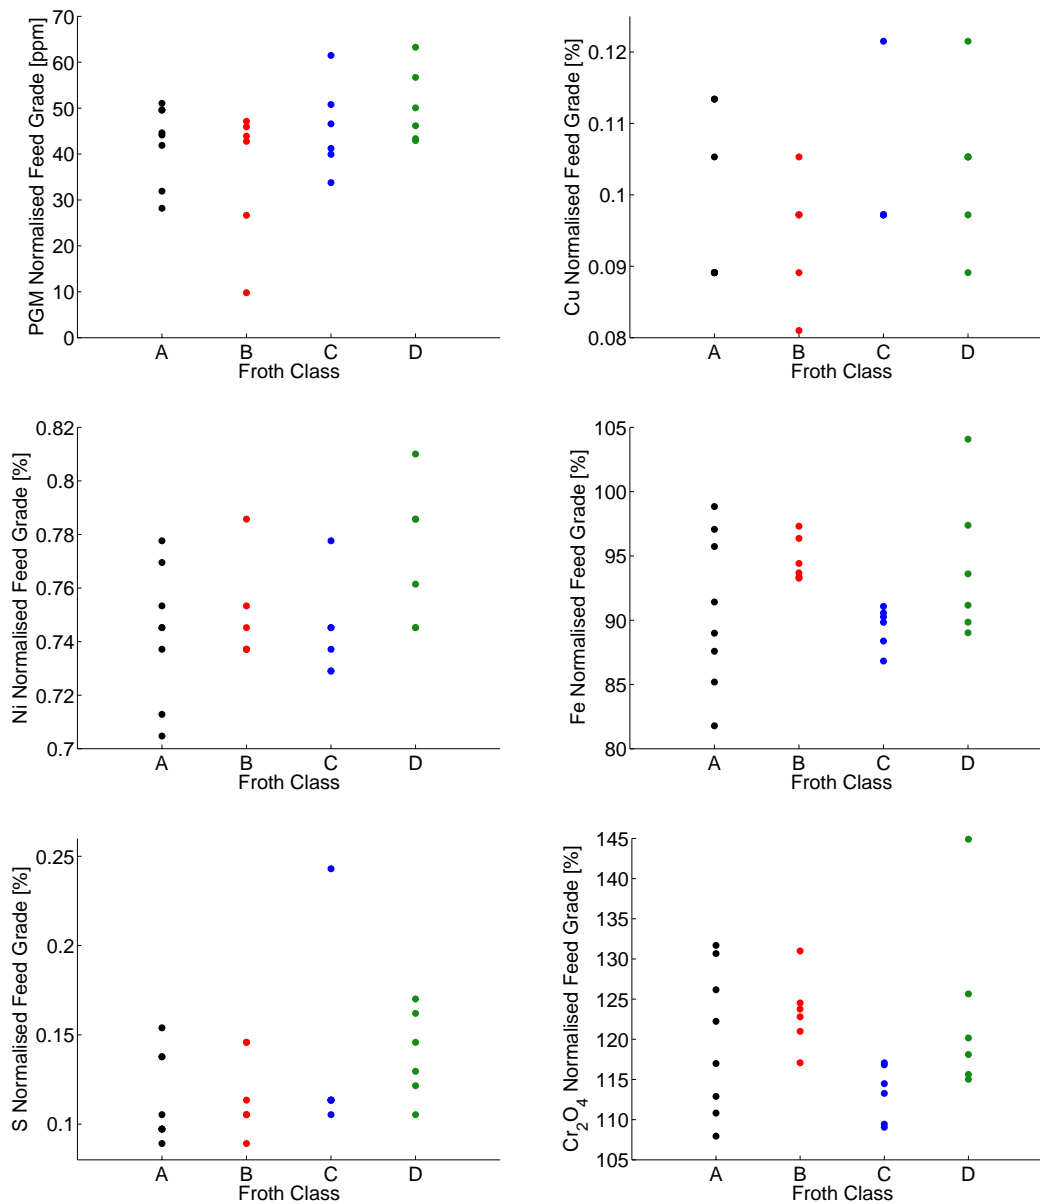 PGM Normalised Feed Grade [ppm]
70
60
50
40
30
20
10
0
A B C D
Froth Class
Cu Normalised Feed Grade [%]
0.12
0.11
0.1
0.09
0.08
A B C D
Froth Class
Ni Normalised Feed Grade [%]
0.82
0.8
0.78
0.76
0.74
0.72
0.7
A B C D
Froth Class
Fe Normalised Feed Grade [%]
105
100
95
90
85
80
A B C D
Froth Class
S Normalised Feed Grade [%]
0.25
0.2
0.15
0.1
A B C D
Froth Class
Cr2O4 Normalised Feed Grade [%]
145
140
135
130
125
120
115
110
105
A B C D
Froth Class